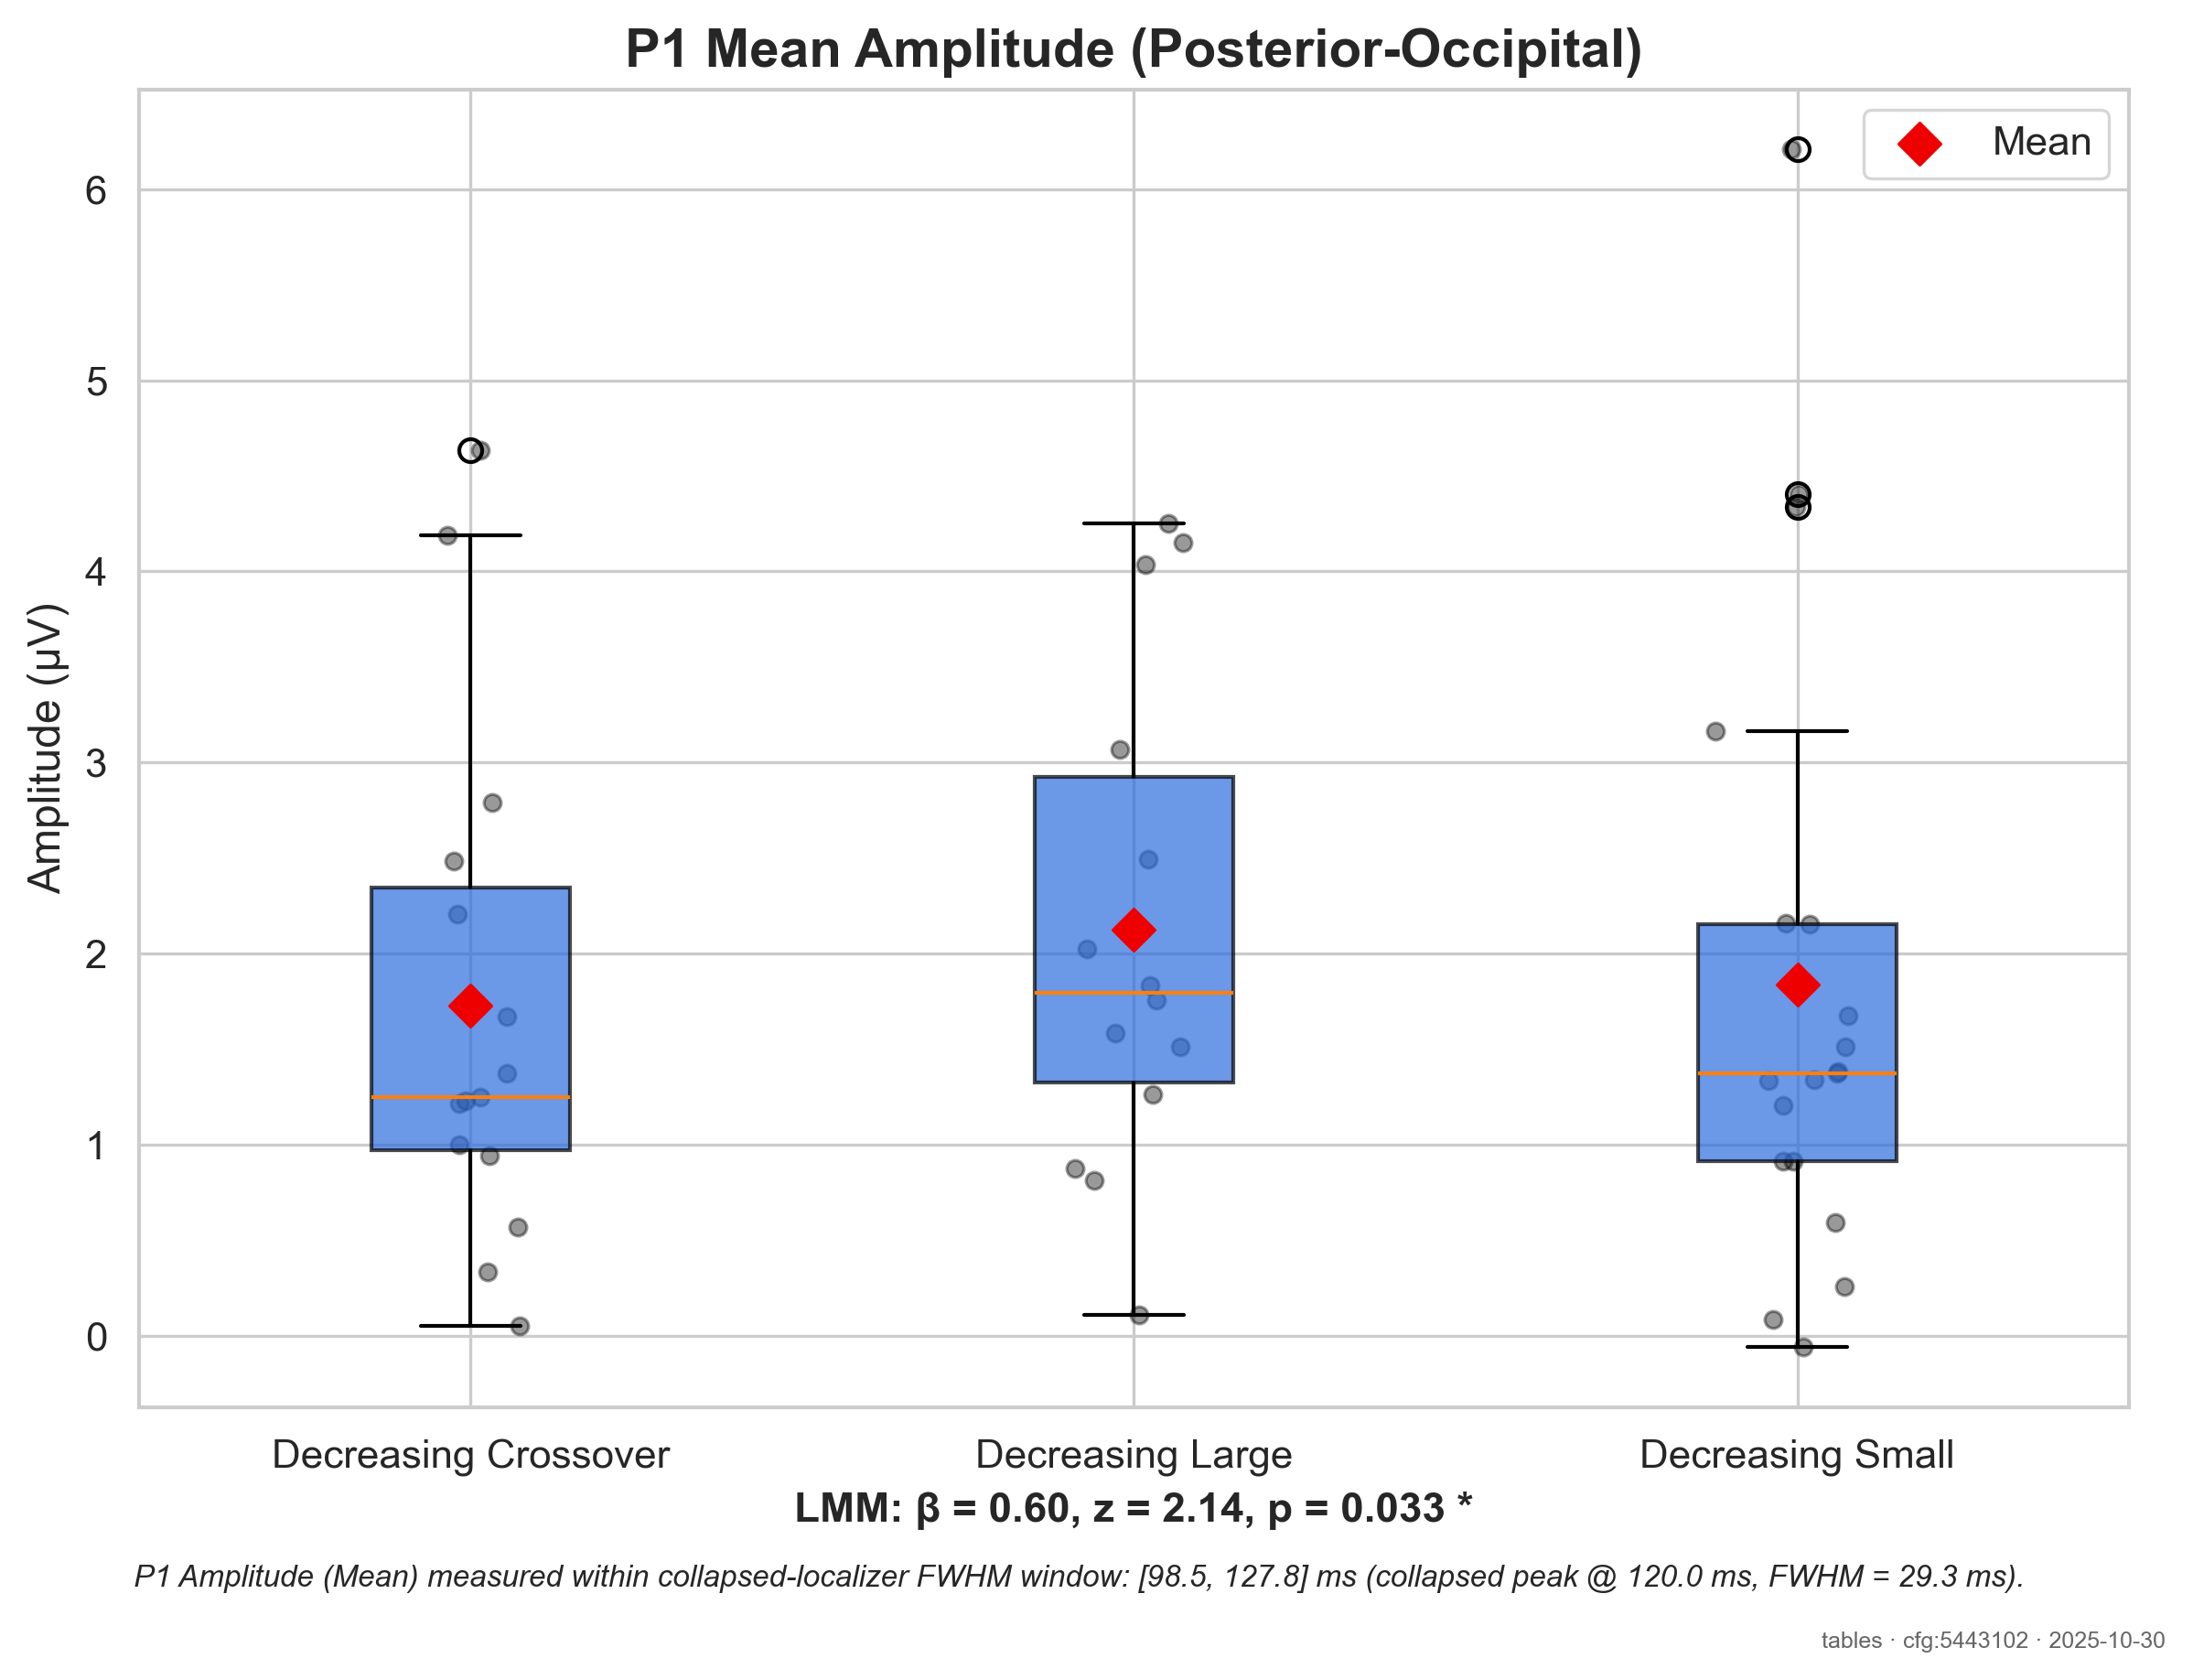 P1 Mean Amplitude (Posterior-Occipital)
Mean
6
5
4
3
2
1
0
Amplitude (μV)
Decreasing Crossover
Decreasing Large
Decreasing Small
LMM: β = 0.60, z = 2.14, p = 0.033 *
P1 Amplitude (Mean) measured within collapsed-localizer FWHM window: [98.5, 127.8] ms (collapsed peak @ 120.0 ms, FWHM = 29.3 ms).
tables · cfg:5443102 · 2025-10-30